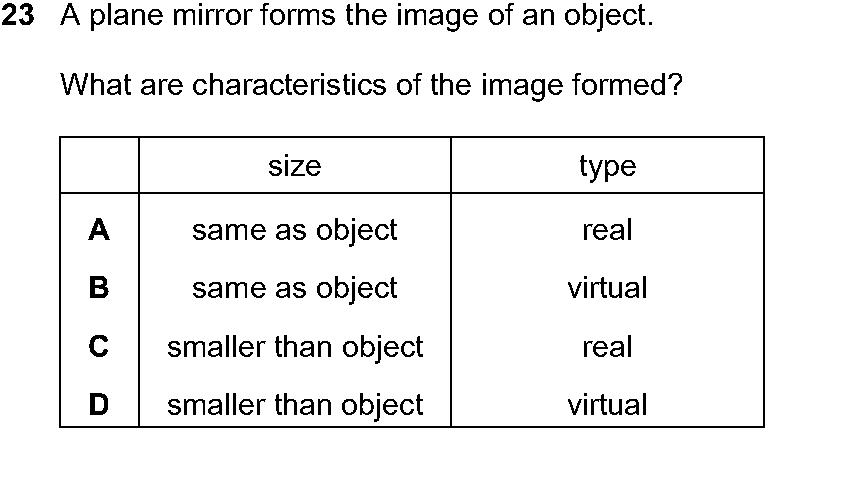 23 A plane mirror forms the image of an object.
What are characteristics of the image formed?
size type
A same as object real
B same as object virtual
C smaller than object real
D smaller than object virtual